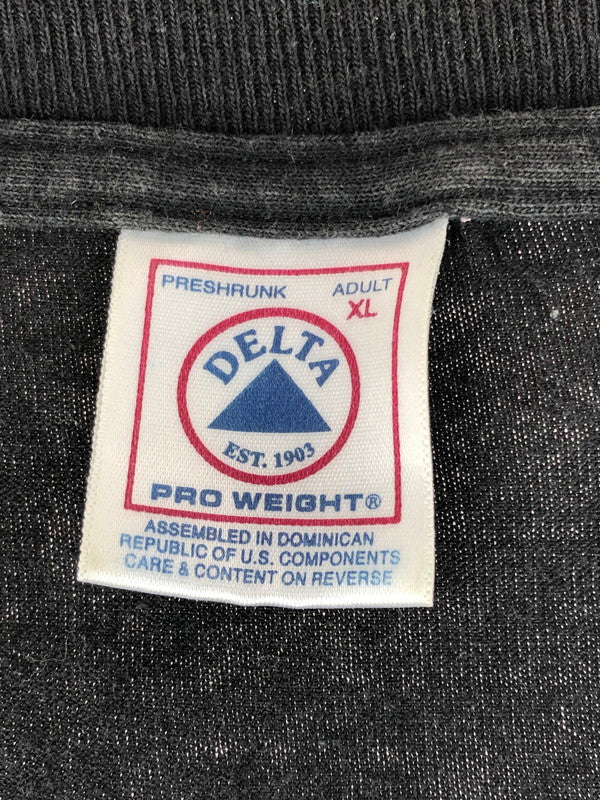 PRESHRUNK ADULT
XL
DELTA
EST. 1903
PRO WEIGHT®
ASSEMBLED IN DOMINICAN
REPUBLIC OF U.S. COMPONENTS
CARE & CONTENT ON REVERSE